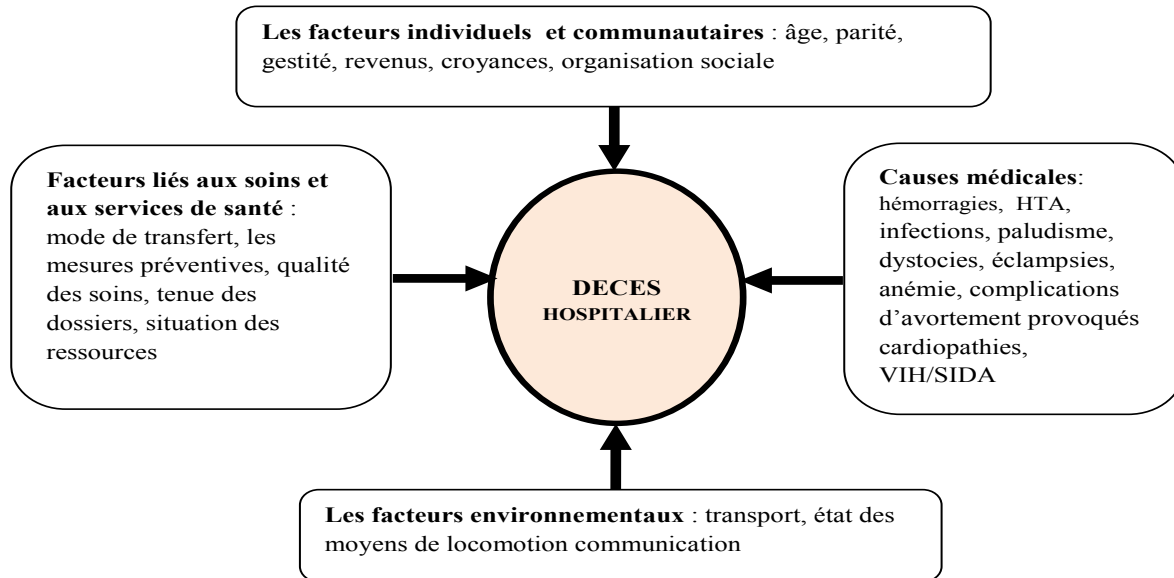 Les facteurs individuels et communautaires : âge, parité,
gestité, revenus, croyances, organisation sociale
Facteurs liés aux soins et
aux services de santé :
mode de transfert, les
mesures préventives, qualité
des soins, tenue des
dossiers, situation des
ressources
DECES
HOSPITALIER
Causes médicales:
hémorragies, HTA,
infections, paludisme,
dystocies, éclampsies,
anémie, complications
d’avortement provoqués
cardiopathies,
VIH/SIDA
Les facteurs environnementaux : transport, état des
moyens de locomotion communication